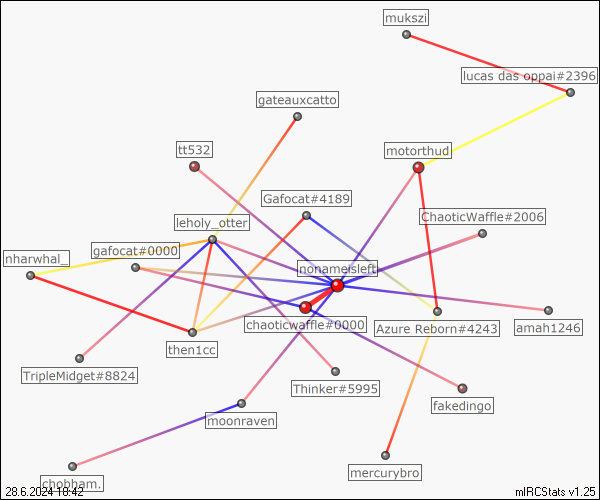 mukszi
lucas das oppai#2396
gateauxcatto
tt532
motorthud
Gafocat#4189
ChaoticWaffle#2006
leholy_otter
gafocat#0000
nharwhal_
nonameisleft
chaoticwaffle#0000
Azure Reborn#4243
amah1246
then1cc
TripleMidget#8824
Thinker#5995
fakedingo
moonraven
mercurybro
chobham.
28.6.2024 18:42
mIRCStats v1.25